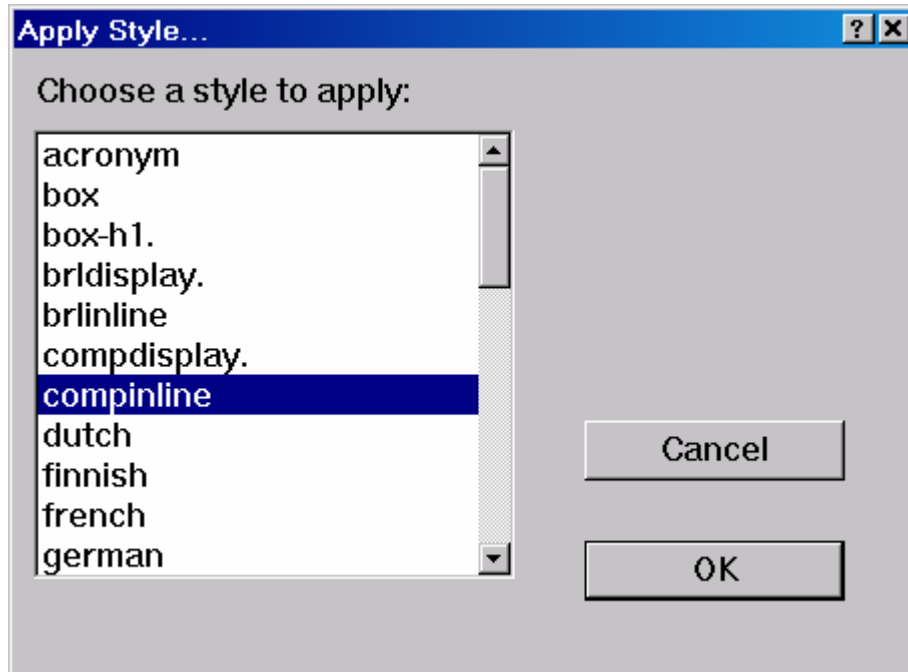 Apply Style...
Choose a style to apply:
acronym
box
box-h1.
brldisplay.
brlinline
compdisplay.
compinline
dutch
finnish
french
german
Cancel
OK